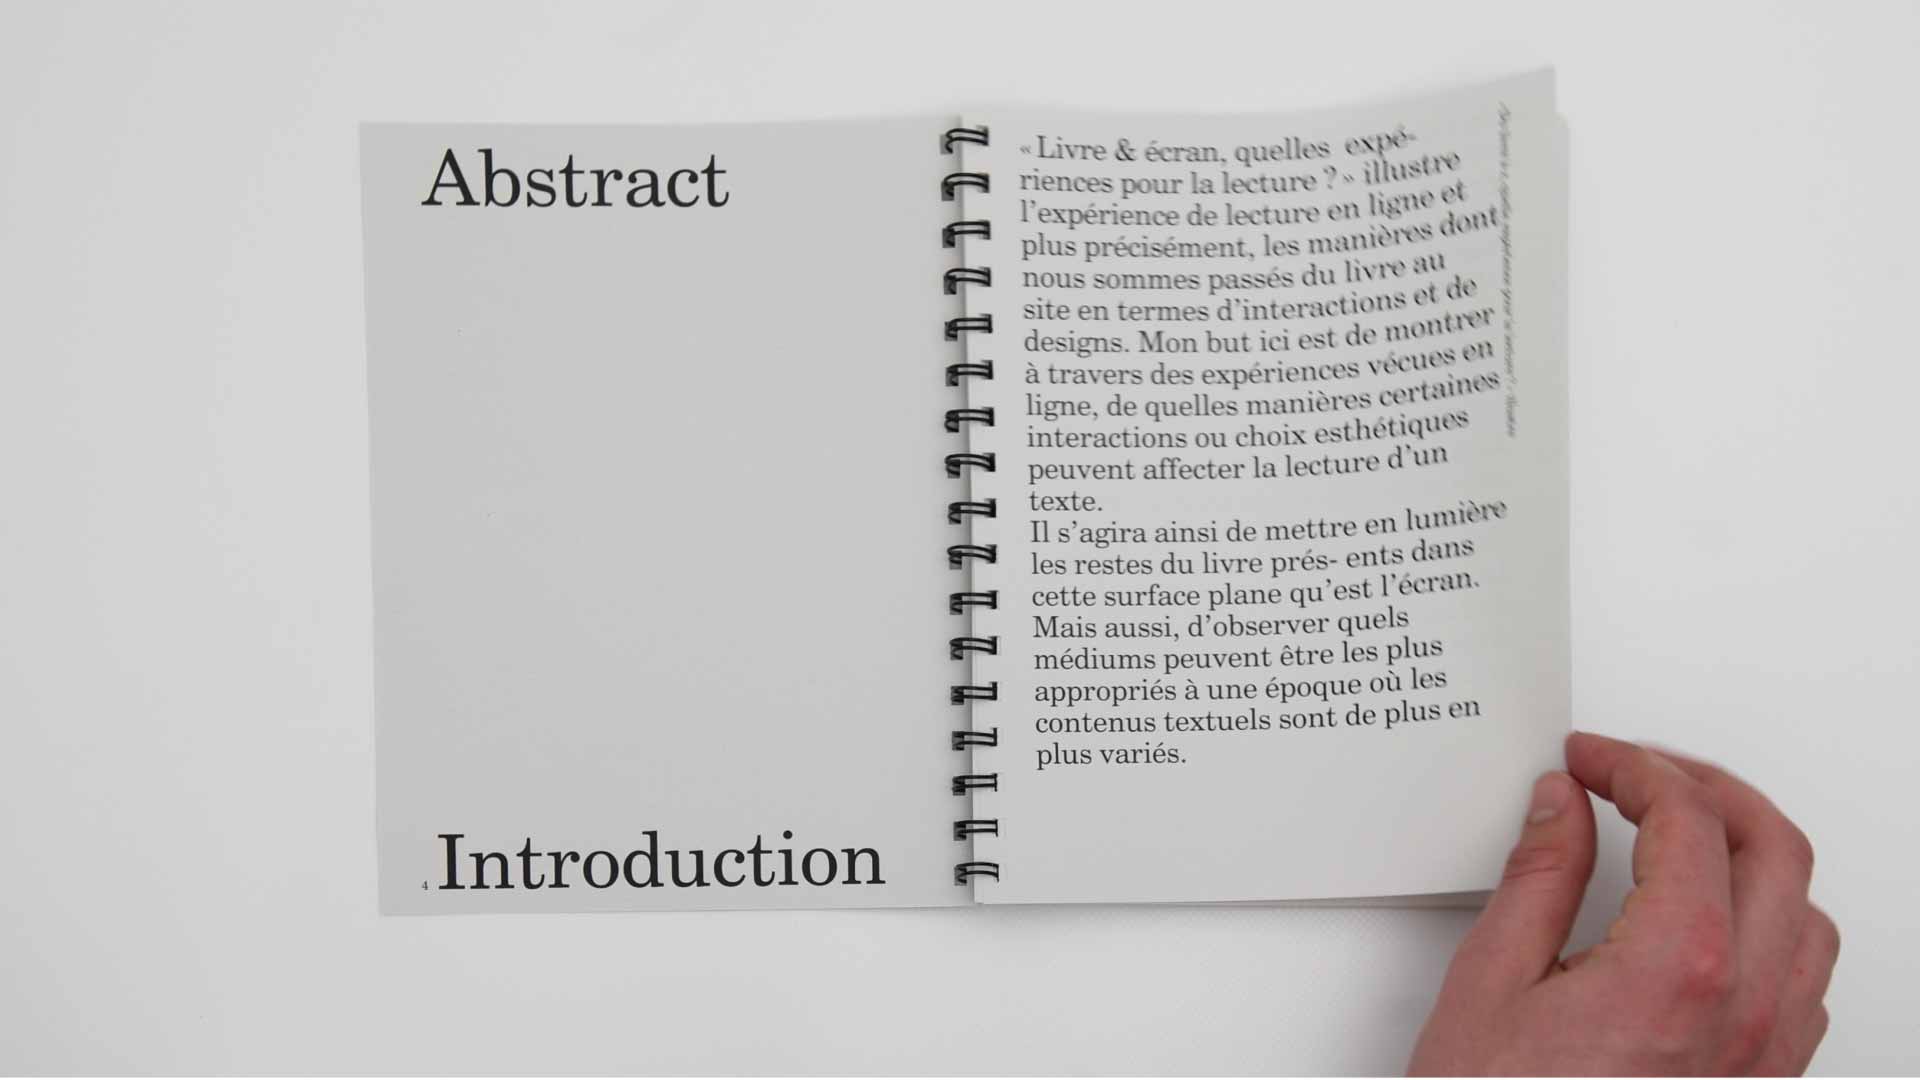 Abstract
4 Introduction
« Livre & écran, quelles expé-
riences pour la lecture ? » illustre
l’expérience de lecture en ligne et
plus précisément, les manières dont
nous sommes passés du livre au
site en termes d’interactions et de
designs. Mon but ici est de montrer
à travers des expériences vécues en
ligne, de quelles manières certaines
interactions ou choix esthétiques
peuvent affecter la lecture d’un
texte.
Il s’agira ainsi de mettre en lumière
les restes du livre prés- ents dans
cette surface plane qu’est l’écran.
Mais aussi, d’observer quels
médiums peuvent être les plus
appropriés à une époque où les
contenus textuels sont de plus en
plus variés.